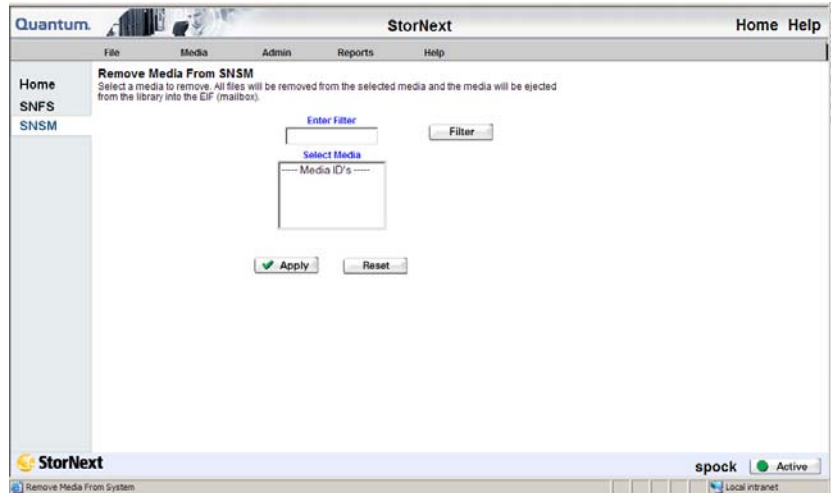 Quantum. StorNext Home Help
File Media Admin Reports Help
Home
SNFS
SNSM
Remove Media From SNSM
Select a media to remove. All files will be removed from the selected media and the media will be ejected
from the library into the EIF (mailbox).
Enter Filter
Filter
Select Media
----- Media ID's -----
Apply Reset
StorNext
spock Active
Remove Media From System Local intranet